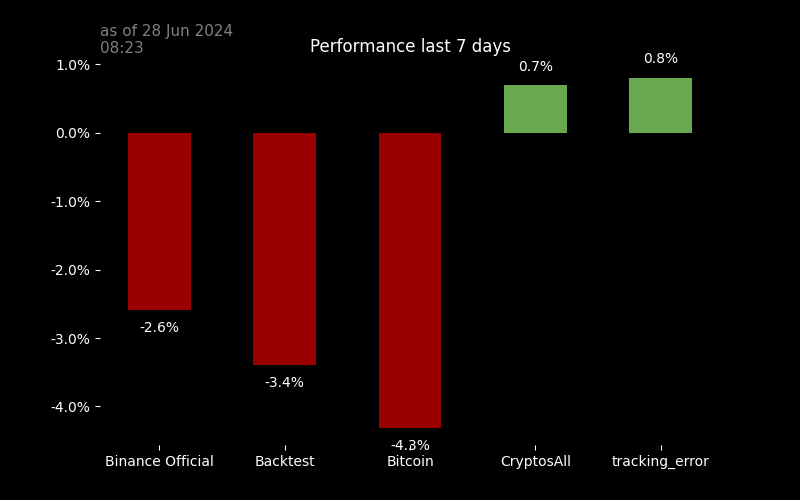 as of 28 Jun 2024
08:23
Performance last 7 days
1.0%
0.0%
-1.0%
-2.0%
-3.0%
-4.0%
0.7%
0.8%
-2.6%
-3.4%
-4.3%
Binance Official
Backtest
Bitcoin
CryptosAll
tracking_error